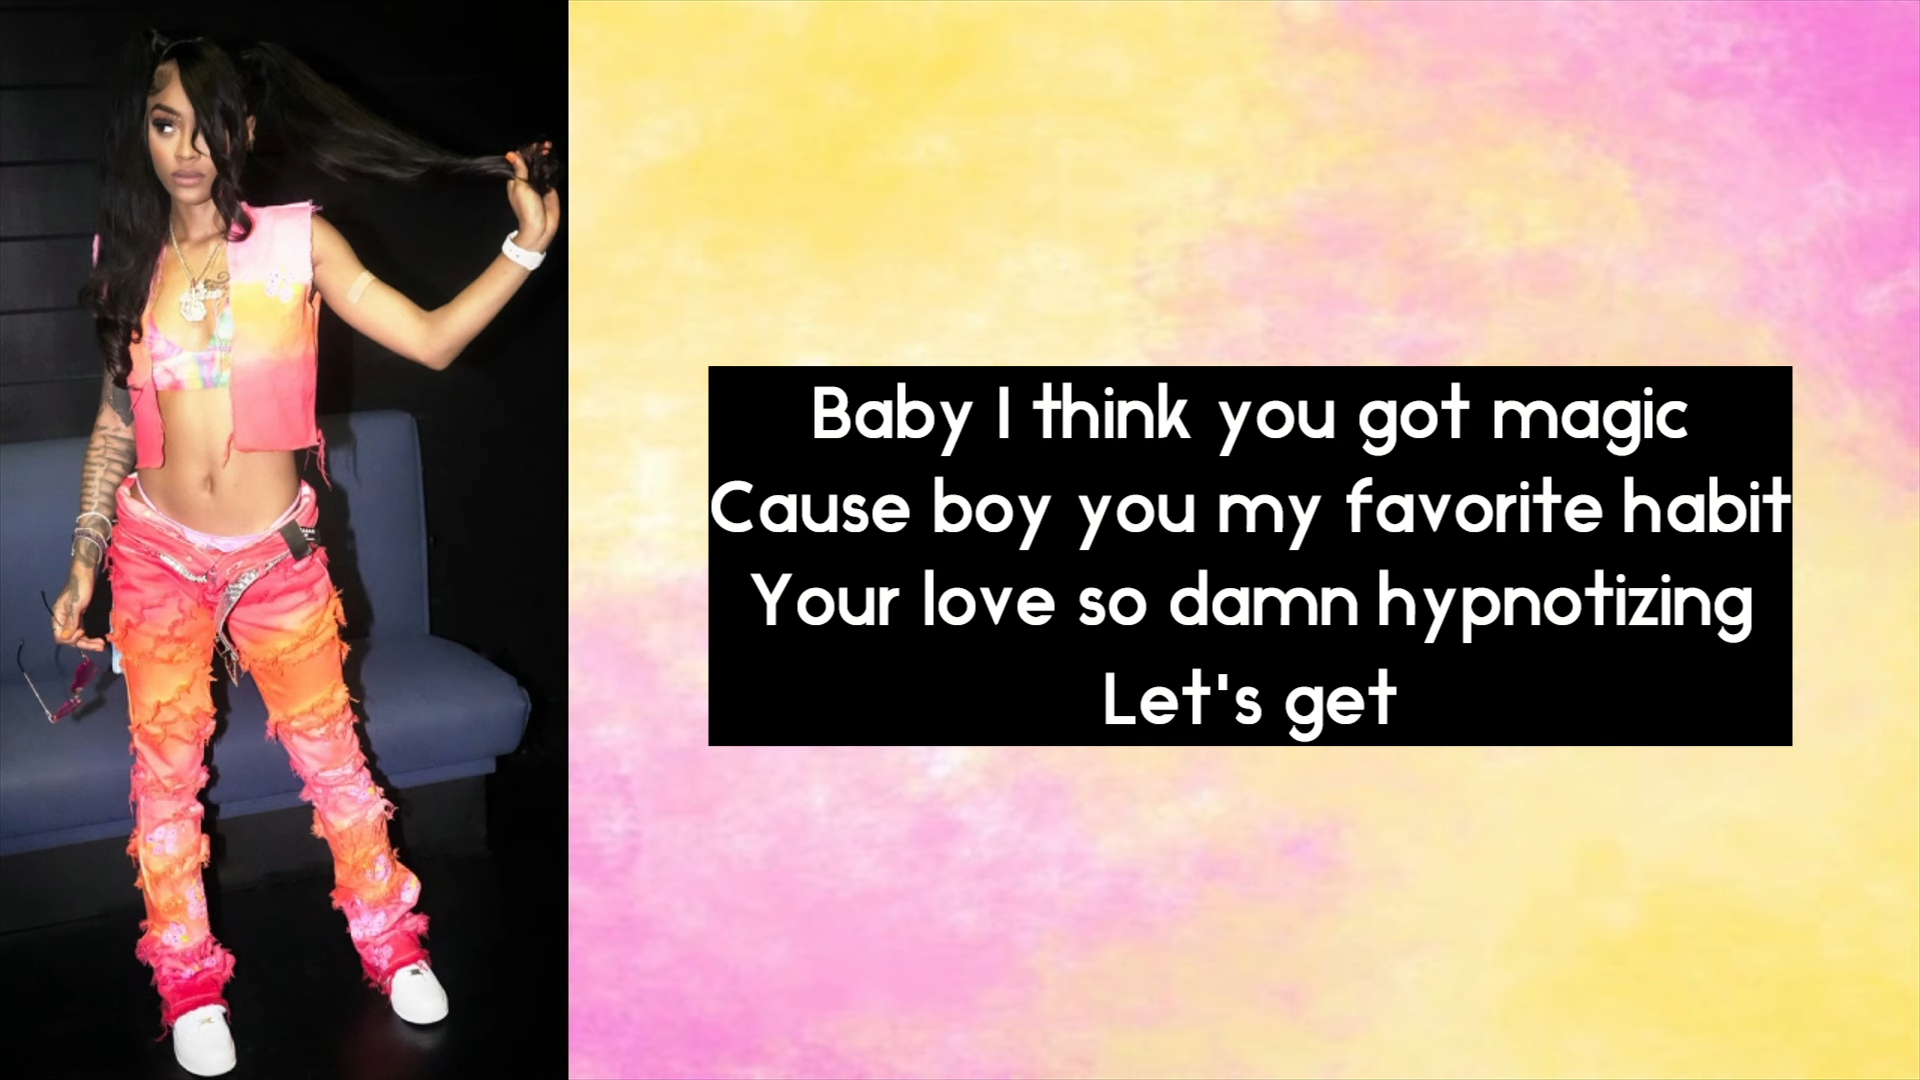 Baby I think you got magic
Cause boy you my favorite habit
Your love so damn hypnotizing
Let's get